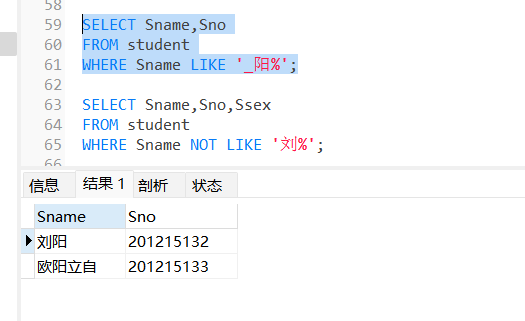 58
59 SELECT Sname,Sno
60 FROM student
61 WHERE Sname LIKE '_阳%';
62
63 SELECT Sname,Sno,Ssex
64 FROM student
65 WHERE Sname NOT LIKE '刘%';
66
信息 结果 1 剖析 状态
Sname Sno
刘阳 201215132
欧阳立自 201215133